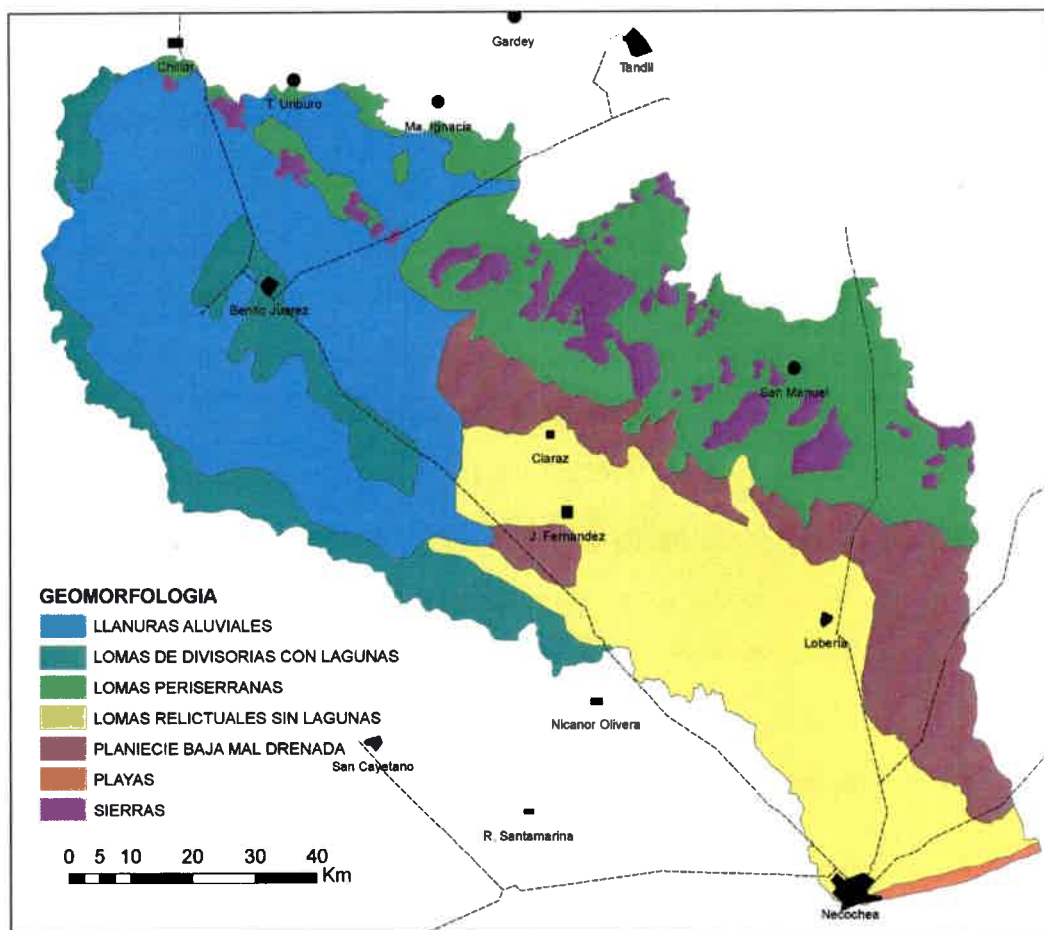 Gardey
Tandil
Chillar
T. Uriburo
Ma. Ignacia
Benito Juarez
San Manuel
Claraz
J. Fernandez
Lobería
Nicanor Olivera
San Cayetano
R. Santamarina
Necochea
GEOMORFOLOGIA
LLANURAS ALUVIALES
LOMAS DE DIVISORIAS CON LAGUNAS
LOMAS PERISERRANAS
LOMAS RELICTUALES SIN LAGUNAS
PLANIECIE BAJA MAL DRENADA
PLAYAS
SIERRAS
0 5 10 20 30 40
Km